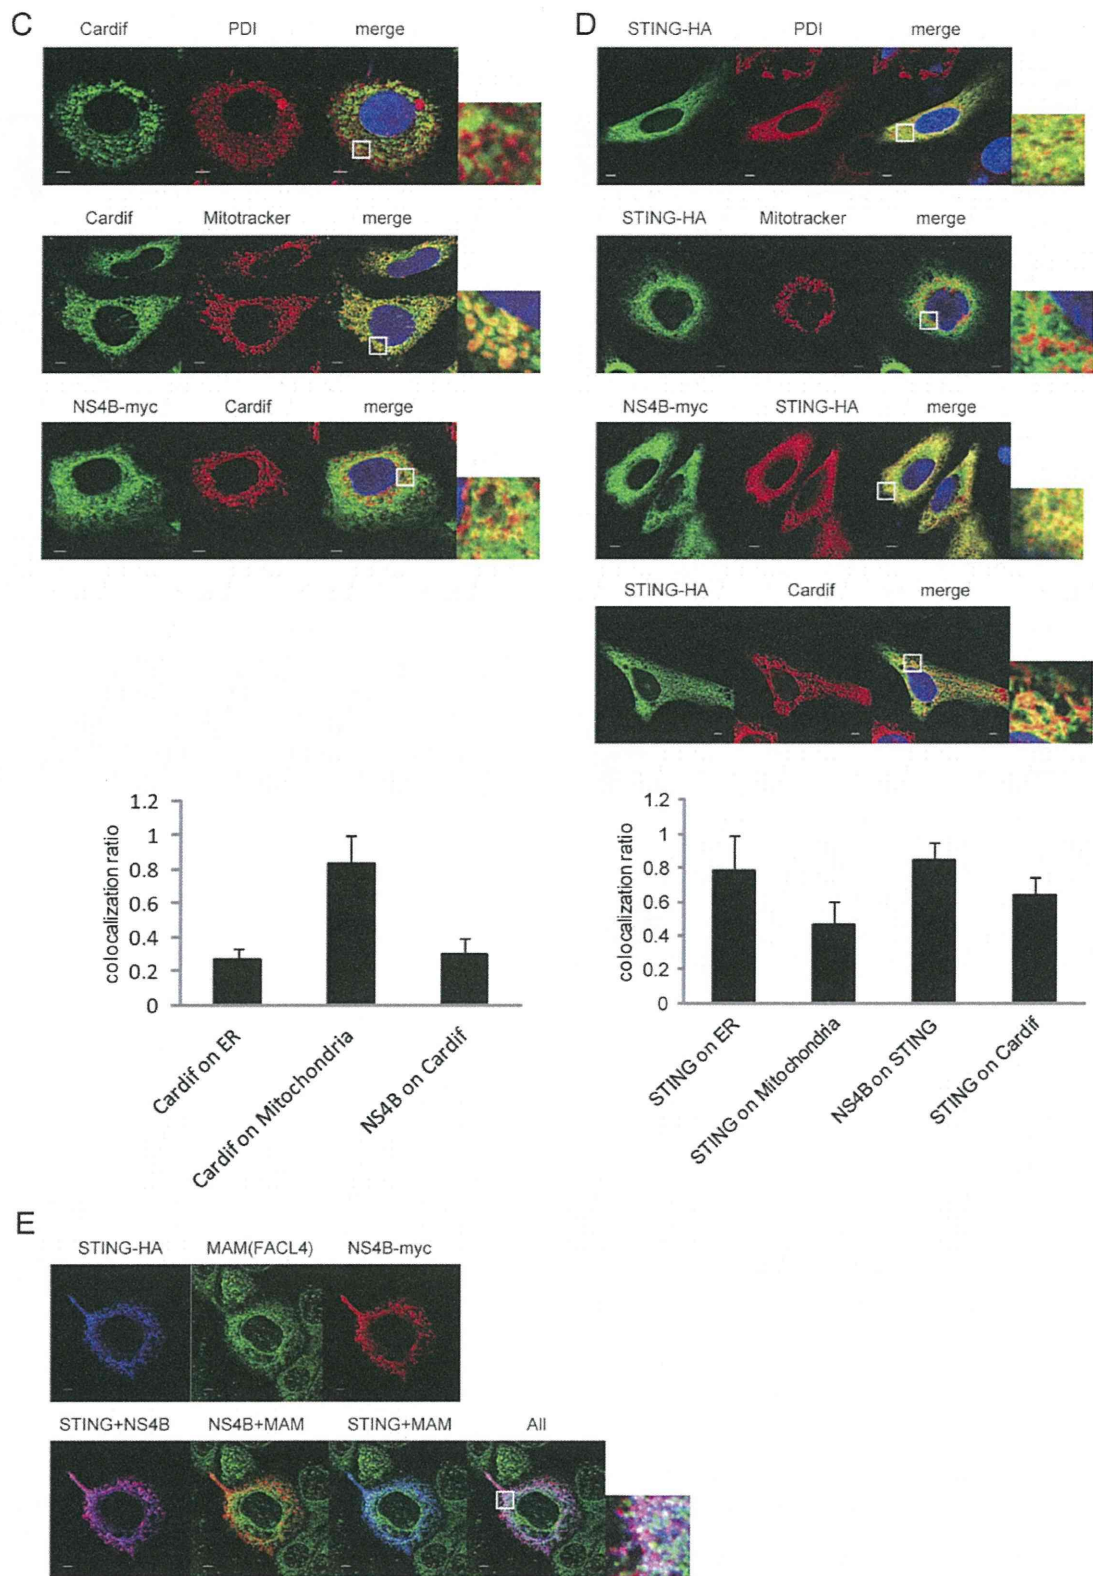 C
Cardif PDI merge
Cardif Mitotracker merge
NS4B-myc Cardif merge
colocalization ratio
1.2
1
0.8
0.6
0.4
0.2
0
Cardif on ER
Cardif on Mitochondria
NS4B on Cardif
D
STING-HA PDI merge
STING-HA Mitotracker merge
NS4B-myc STING-HA merge
STING-HA Cardif merge
colocalization ratio
1.2
1
0.8
0.6
0.4
0.2
0
STING on ER
STING on Mitochondria
NS4B on STING
STING on Cardif
E
STING-HA MAM(FACL4) NS4B-myc
STING+NS4B NS4B+MAM STING+MAM All